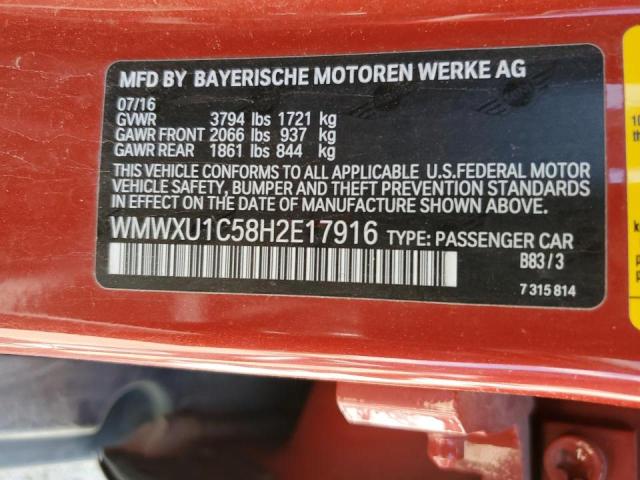 MFD BY BAYERISCHE MOTOREN WERKE AG
07/16
GVWR 3794 lbs 1721 kg
GAWR FRONT 2066 lbs 937 kg
GAWR REAR 1861 lbs 844 kg
THIS VEHICLE CONFORMS TO ALL APPLICABLE U.S.FEDERAL MOTOR
VEHICLE SAFETY, BUMPER AND THEFT PREVENTION STANDARDS
IN EFFECT ON THE DATE OF MANUFACTURE SHOWN ABOVE.
WMWXU1C58H2E17916 TYPE: PASSENGER CAR
B83/3
7 315 814